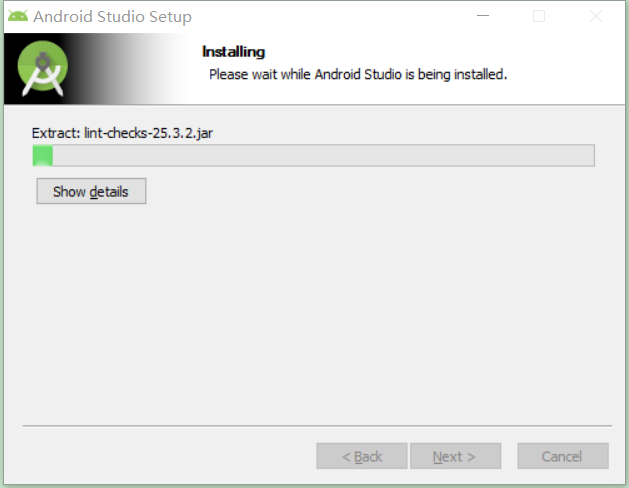 Android Studio Setup
Installing
Please wait while Android Studio is being installed.
Extract: lint-checks-25.3.2.jar
Show details
< Back
Next >
Cancel